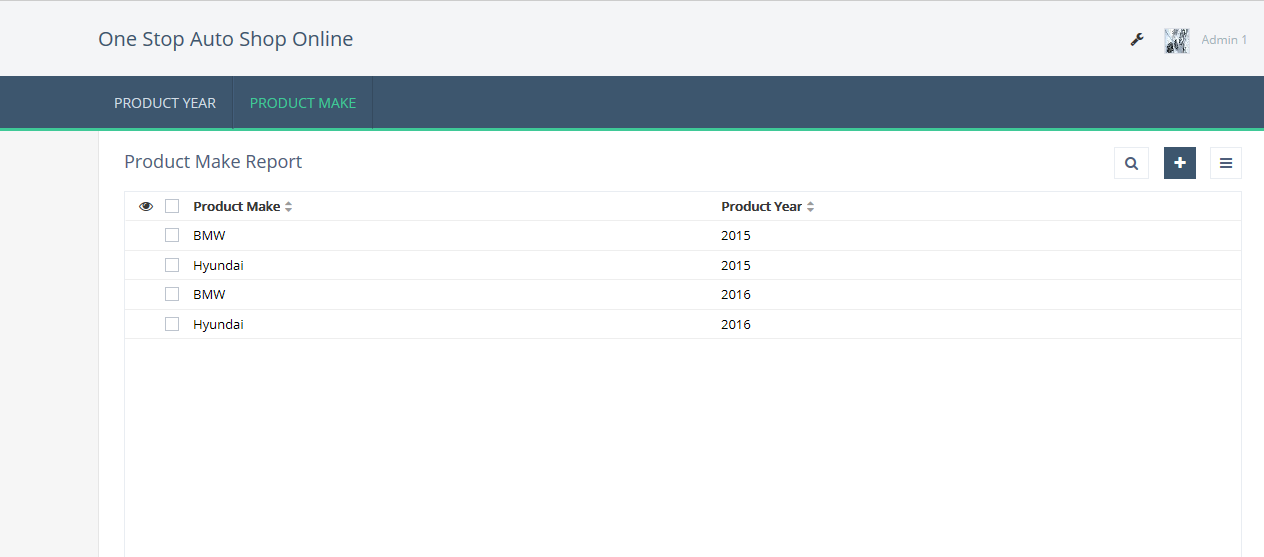 One Stop Auto Shop Online
Admin 1
PRODUCT YEAR PRODUCT MAKE
Product Make Report
Product Make Product Year
BMW 2015
Hyundai 2015
BMW 2016
Hyundai 2016